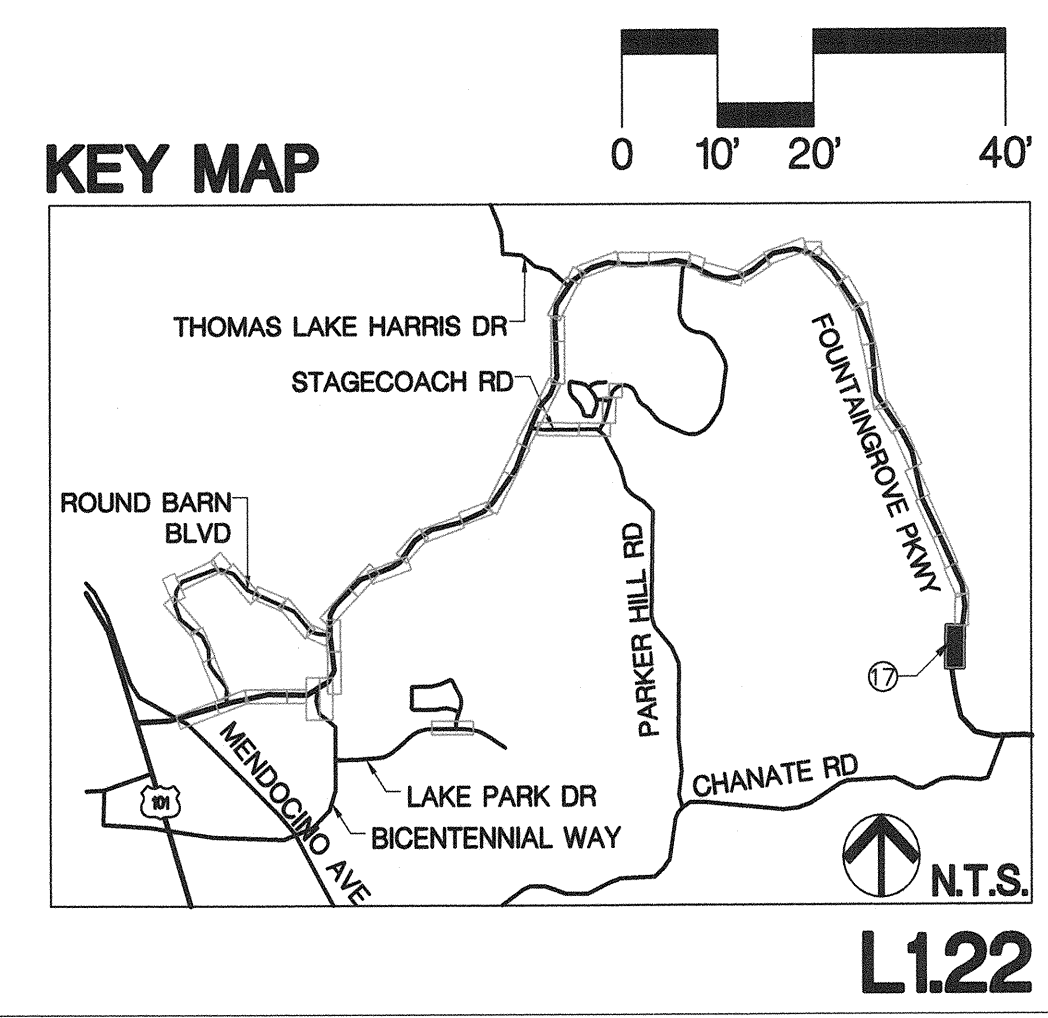 0 10' 20' 40'
KEY MAP
THOMAS LAKE HARRIS DR
STAGECOACH RD
FOUNTAINGROVE PKWY
ROUND BARN
BLVD
PARKER HILL RD
17
MENDOCINO AVE
CHANATE RD
LAKE PARK DR
101
BICENTENNIAL WAY
N.T.S.
L1.22